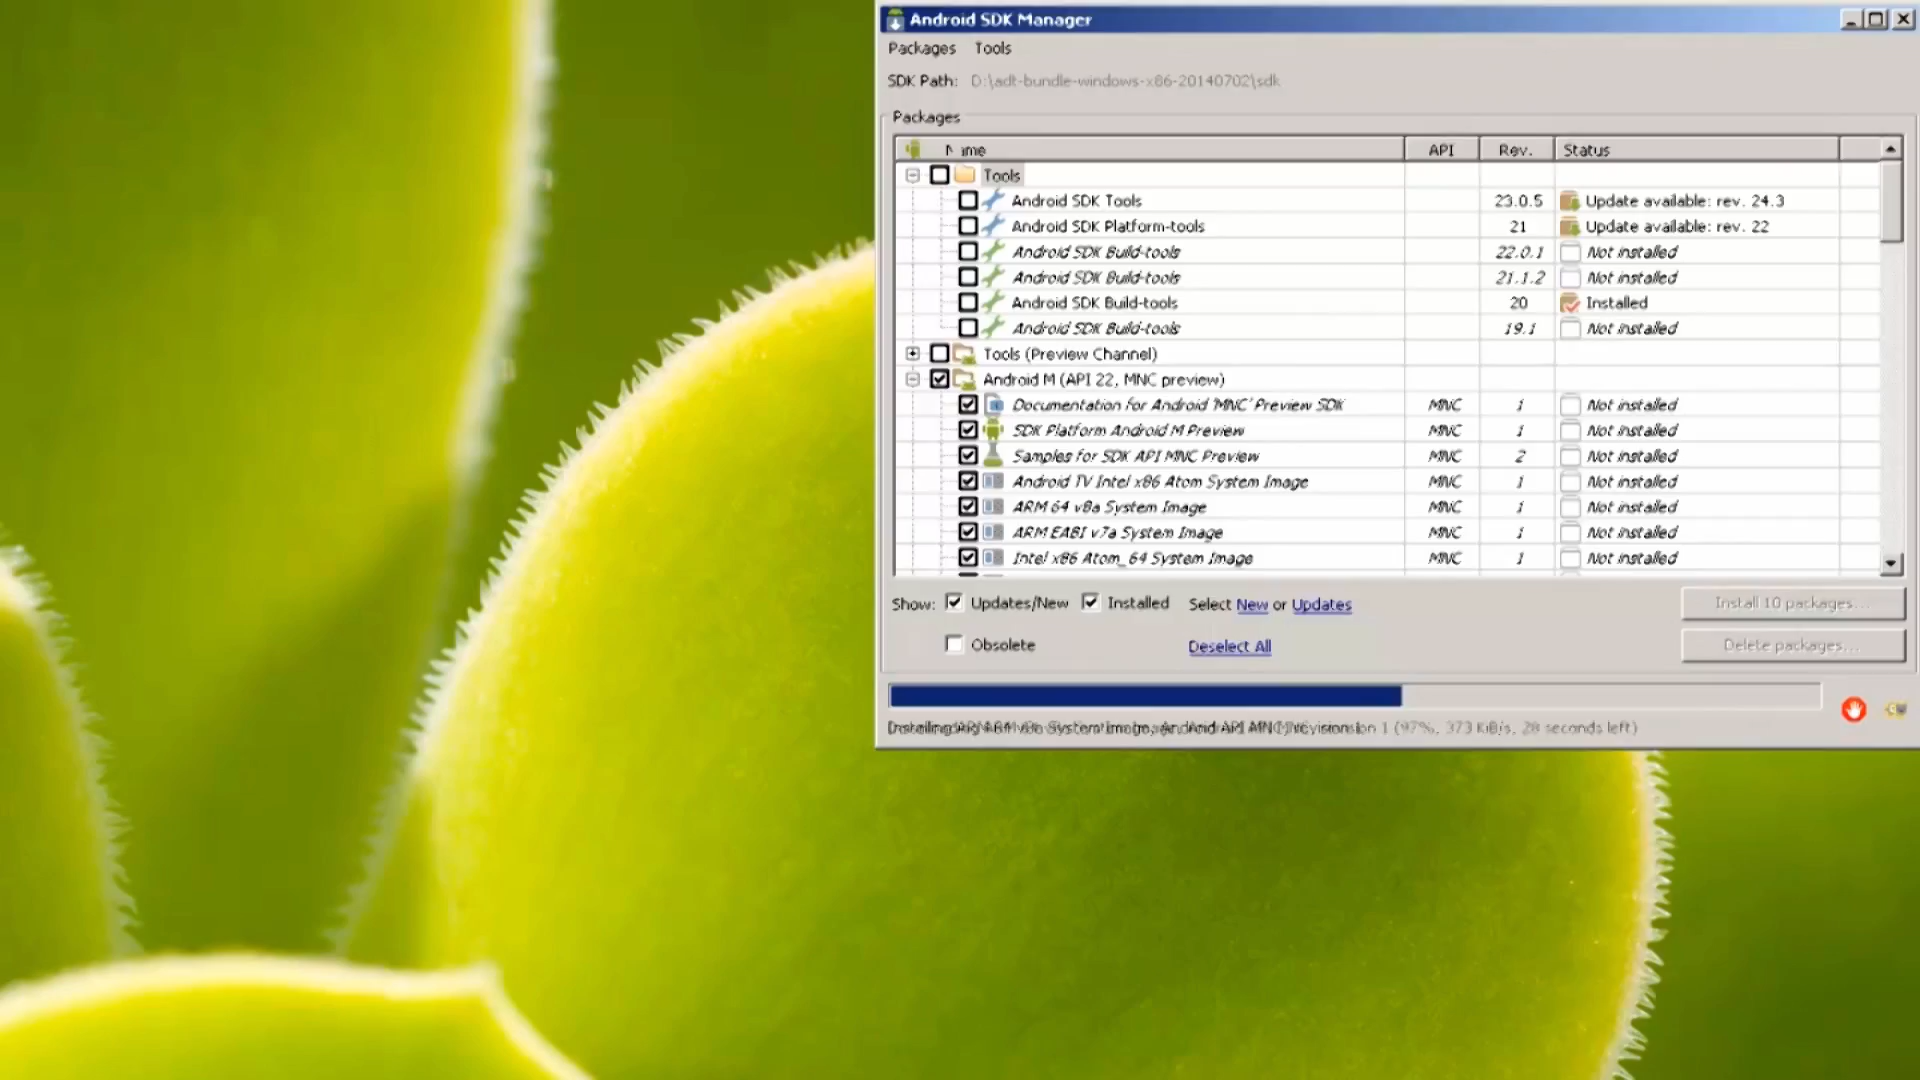 Android SDK Manager
Packages Tools
SDK Path: D:\adt-bundle-windows-x86-20140702\sdk
Packages
API Rev. Status
Tools
Android SDK Tools 23.0.5 Update available: rev. 24.3
Android SDK Platform-tools 21 Update available: rev. 22
Android SDK Build-tools 22.0.1 Not installed
Android SDK Build-tools 21.1.2 Not installed
Android SDK Build-tools 20 Installed
Android SDK Build-tools 19.1 Not installed
Tools (Preview Channel)
Android M (API 22, MNC preview)
Documentation for Android 'MNC' Preview SDK MNC 1 Not installed
SDK Platform Android M Preview MNC 1 Not installed
Samples for SDK API MNC Preview MNC 2 Not installed
Android TV Intel x86 Atom System Image MNC 1 Not installed
ARM 64 v8a System Image MNC 1 Not installed
ARM EABI v7a System Image MNC 1 Not installed
Intel x86 Atom_64 System Image MNC 1 Not installed
Show: Updates/New Installed Select New or Updates Install 10 packages...
Obsolete Deselect All Delete packages...
1 (97%, 373 KiB/s, 28 seconds left)